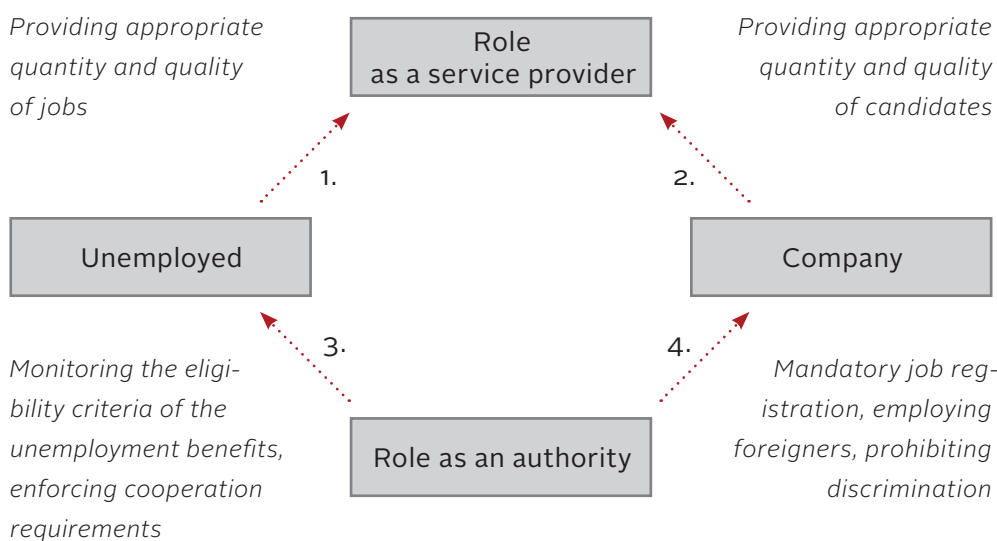 Providing appropriate
quantity and quality
of jobs
Role
as a service provider
Providing appropriate
quantity and quality
of candidates
1.
2.
Unemployed
Company
3.
4.
Monitoring the eligi-
bility criteria of the
unemployment benefits,
enforcing cooperation
requirements
Role as an authority
Mandatory job reg-
istration, employing
foreigners, prohibiting
discrimination